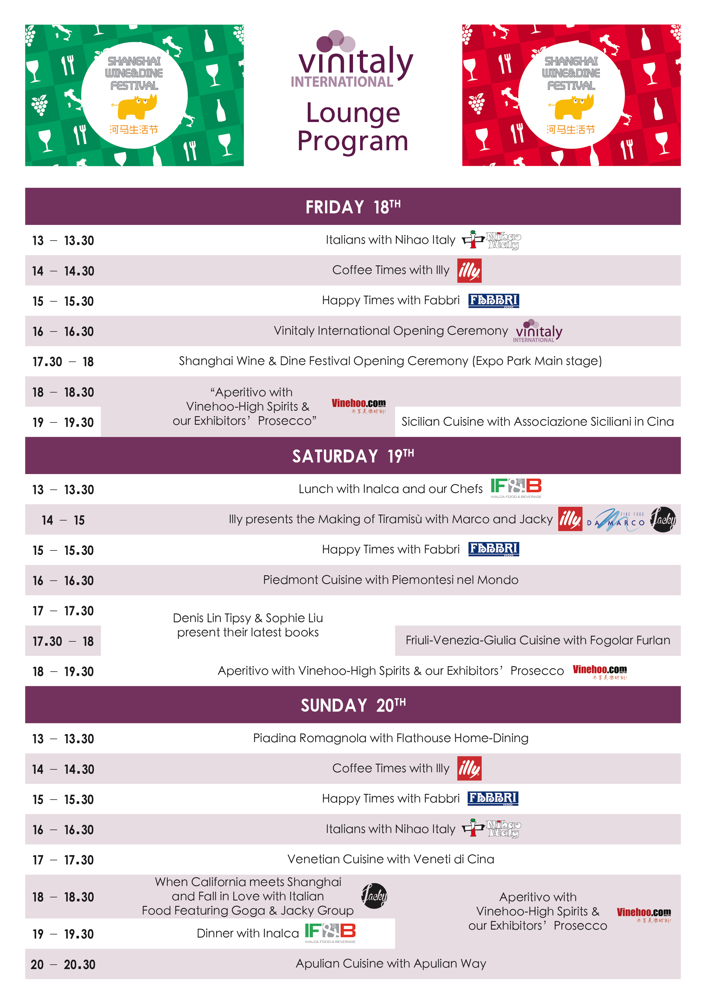 SHANGHAI
WINE&DINE
FESTIVAL
河马生活节
vinitaly
INTERNATIONAL
Lounge
Program
SHANGHAI
WINE&DINE
FESTIVAL
河马生活节
FRIDAY 18TH
13 – 13.30 Italians with Nihao Italy Nihao Italy
14 – 14.30 Coffee Times with Illy illy
15 – 15.30 Happy Times with Fabbri FABBRI 1905
16 – 16.30 Vinitaly International Opening Ceremony vinitaly INTERNATIONAL
17.30 – 18 Shanghai Wine & Dine Festival Opening Ceremony (Expo Park Main stage)
18 – 18.30
“Aperitivo with
Vinehoo-High Spirits &
our Exhibitors’ Prosecco”
Vinehoo.com
BETA
共享美酒时刻!
19 – 19.30 Sicilian Cuisine with Associazione Siciliani in Cina
SATURDAY 19TH
13 – 13.30 Lunch with Inalca and our Chefs IF&B
INALCA FOOD & BEVERAGE
14 – 15 Illy presents the Making of Tiramisù with Marco and Jacky illy DA MARCO FINE FOOD Jacky
15 – 15.30 Happy Times with Fabbri FABBRI 1905
16 – 16.30 Piedmont Cuisine with Piemontesi nel Mondo
17 – 17.30
Denis Lin Tipsy & Sophie Liu
present their latest books
17.30 – 18 Friuli-Venezia-Giulia Cuisine with Fogolar Furlan
18 – 19.30 Aperitivo with Vinehoo-High Spirits & our Exhibitors’ Prosecco Vinehoo.com
BETA
共享美酒时刻!
SUNDAY 20TH
13 – 13.30 Piadina Romagnola with Flathouse Home-Dining
14 – 14.30 Coffee Times with Illy illy
15 – 15.30 Happy Times with Fabbri FABBRI 1905
16 – 16.30 Italians with Nihao Italy Nihao Italy
17 – 17.30 Venetian Cuisine with Veneti di Cina
18 – 18.30
When California meets Shanghai
and Fall in Love with Italian
Food Featuring Goga & Jacky Group
Jacky
Aperitivo with
Vinehoo-High Spirits &
our Exhibitors’ Prosecco
Vinehoo.com
BETA
共享美酒时刻!
19 – 19.30 Dinner with Inalca IF&B
INALCA FOOD & BEVERAGE
20 – 20.30 Apulian Cuisine with Apulian Way